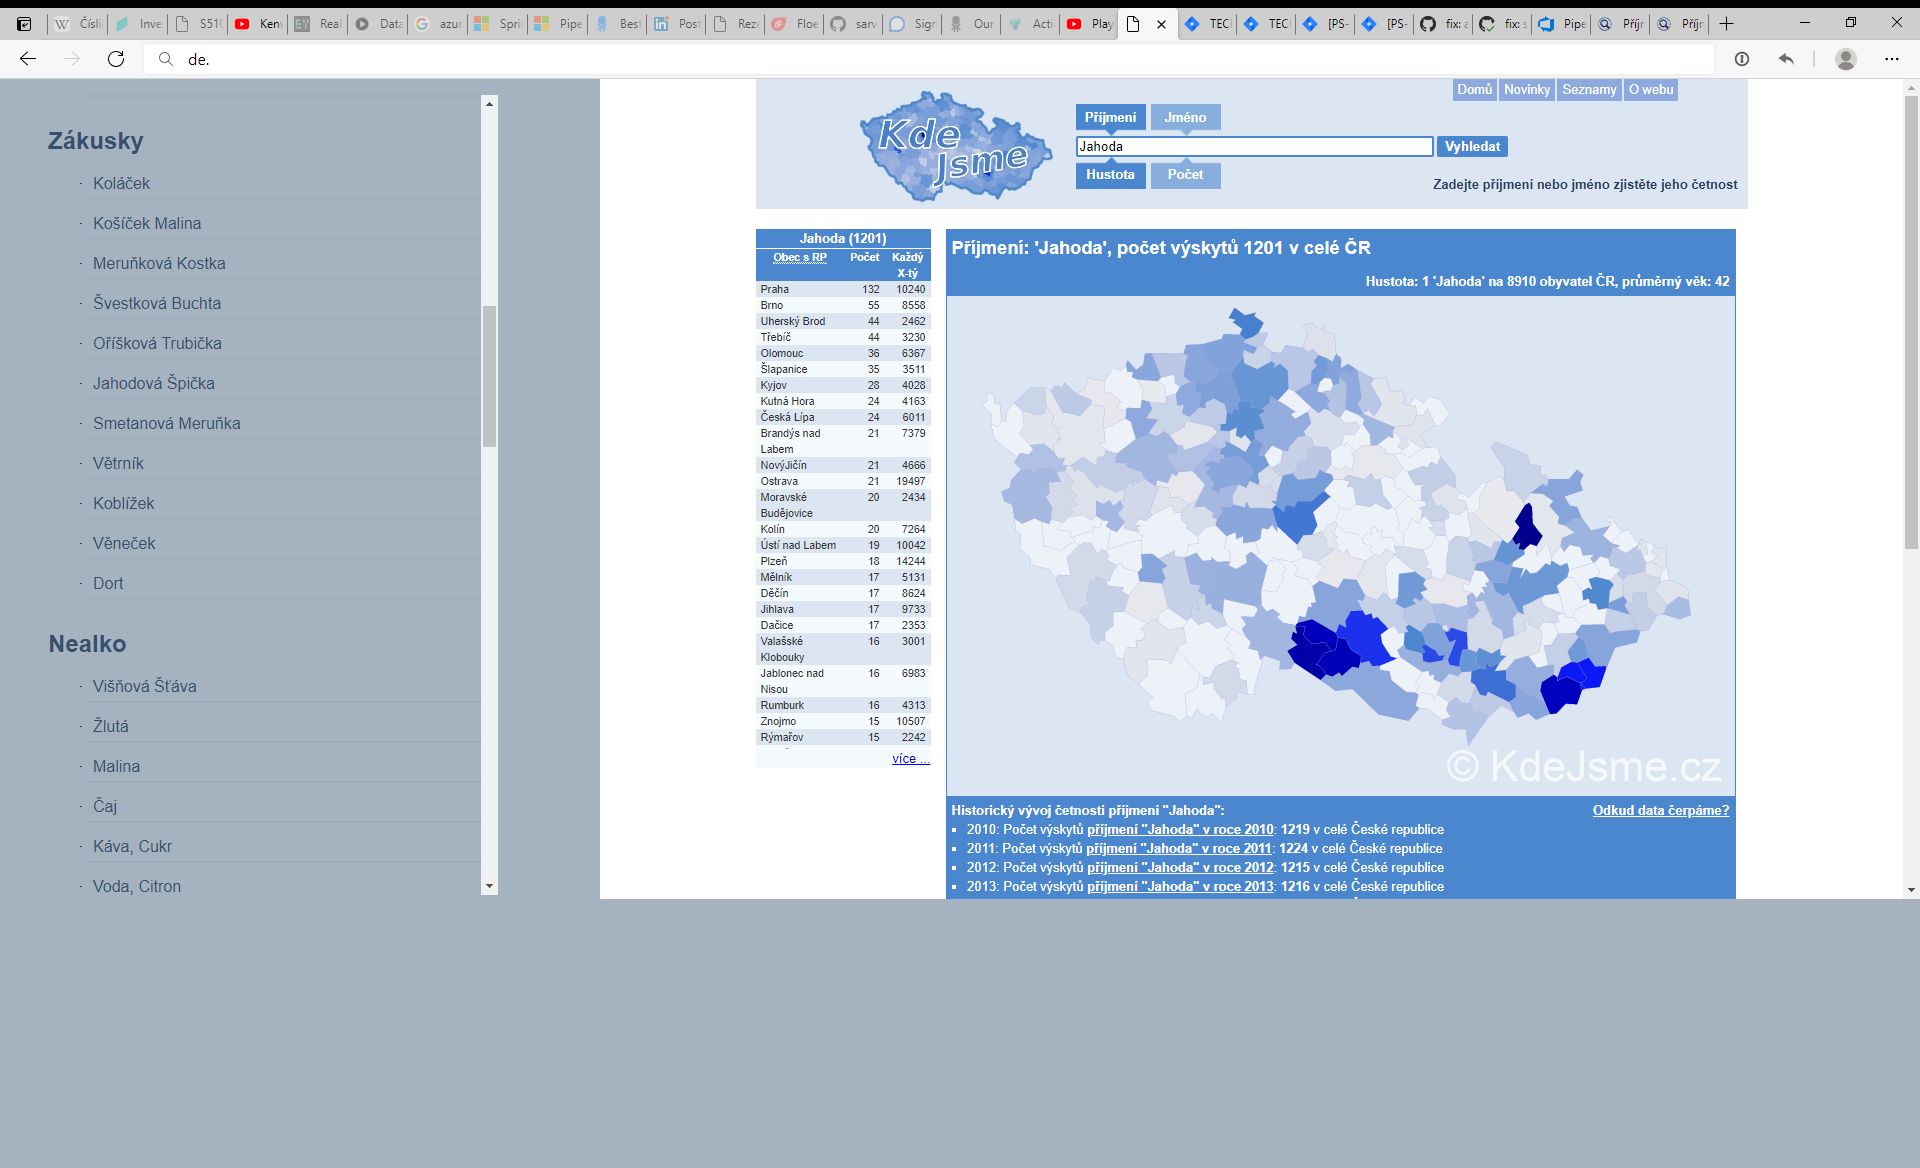 Čísli
Inve
S510
Kenw
Real
Data
azur
Sprin
Pipe
Best
Post
Reze
Floe
sarv
Sign
Our
Acti
Play
TECI
TECI
[PS-
[PS-
fix: a
fix: s
Pipe
Příjm
Příjm
de.
Zákusky
Koláček
Košíček Malina
Meruňková Kostka
Švestková Buchta
Oříšková Trubička
Jahodová Špička
Smetanová Meruňka
Větrník
Koblížek
Věneček
Dort
Nealko
Višňová Šťáva
Žlutá
Malina
Čaj
Káva, Cukr
Voda, Citron
Domů Novinky Seznamy O webu
Kde
Jsme
Příjmení Jméno
Jahoda Vyhledat
Hustota Počet
Zadejte příjmení nebo jméno zjistěte jeho četnost
Jahoda (1201)
Obec s RP Počet Každý
X-tý
Praha 132 10240
Brno 55 8558
Uherský Brod 44 2462
Třebíč 44 3230
Olomouc 36 6367
Šlapanice 35 3511
Kyjov 28 4028
Kutná Hora 24 4163
Česká Lípa 24 6011
Brandýs nad 21 7379
Labem
NovýJičín 21 4666
Ostrava 21 19497
Moravské 20 2434
Budějovice
Kolín 20 7264
Ústí nad Labem 19 10042
Plzeň 18 14244
Mělník 17 5131
Děčín 17 8624
Jihlava 17 9733
Dačice 17 2353
Valašské 16 3001
Klobouky
Jablonec nad 16 6983
Nisou
Rumburk 16 4313
Znojmo 15 10507
Rýmařov 15 2242
více ...
Příjmení: 'Jahoda', počet výskytů 1201 v celé ČR
Hustota: 1 'Jahoda' na 8910 obyvatel ČR, průměrný věk: 42
© KdeJsme.cz
Historický vývoj četnosti příjmení "Jahoda": Odkud data čerpáme?
2010: Počet výskytů příjmení "Jahoda" v roce 2010: 1219 v celé České republice
2011: Počet výskytů příjmení "Jahoda" v roce 2011: 1224 v celé České republice
2012: Počet výskytů příjmení "Jahoda" v roce 2012: 1215 v celé České republice
2013: Počet výskytů příjmení "Jahoda" v roce 2013: 1216 v celé České republice